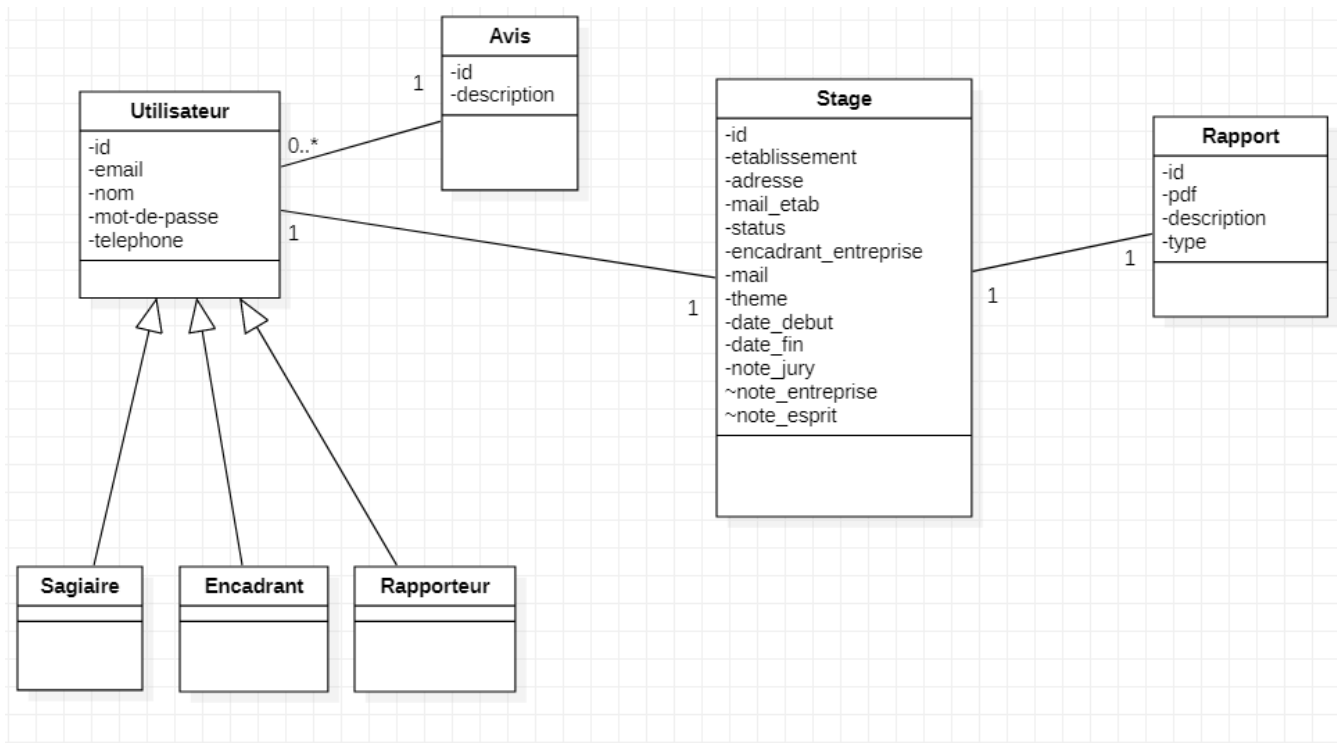 Avis
-id
-description
1
0..*
Utilisateur
-id
-email
-nom
-mot-de-passe
-telephone
1
1
Stage
-id
-etablissement
-adresse
-mail_etab
-status
-encadrant_entreprise
-mail
-theme
-date_debut
-date_fin
-note_jury
~note_entreprise
~note_esprit
1
1
Rapport
-id
-pdf
-description
-type
Sagiaire
Encadrant
Rapporteur